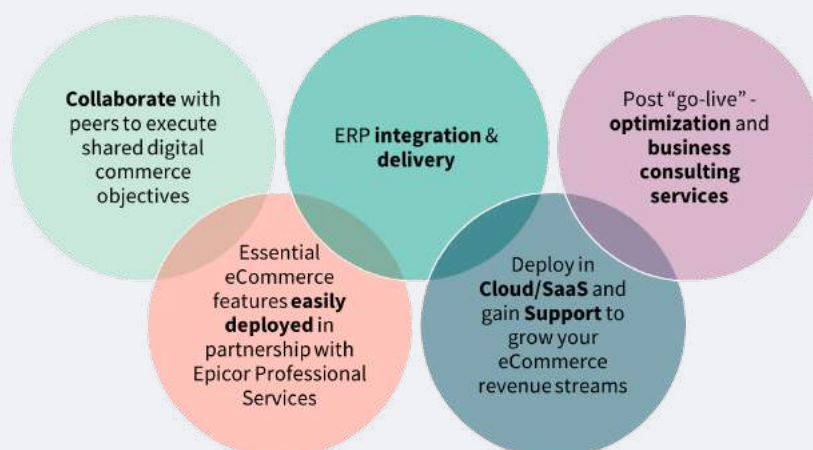 Collaborate with
peers to execute
shared digital
commerce
objectives
ERP integration &
delivery
Post “go-live” -
optimization and
business
consulting
services
Essential
eCommerce
features easily
deployed in
partnership with
Epicor Professional
Services
Deploy in
Cloud/SaaS and
gain Support to
grow your
eCommerce
revenue streams